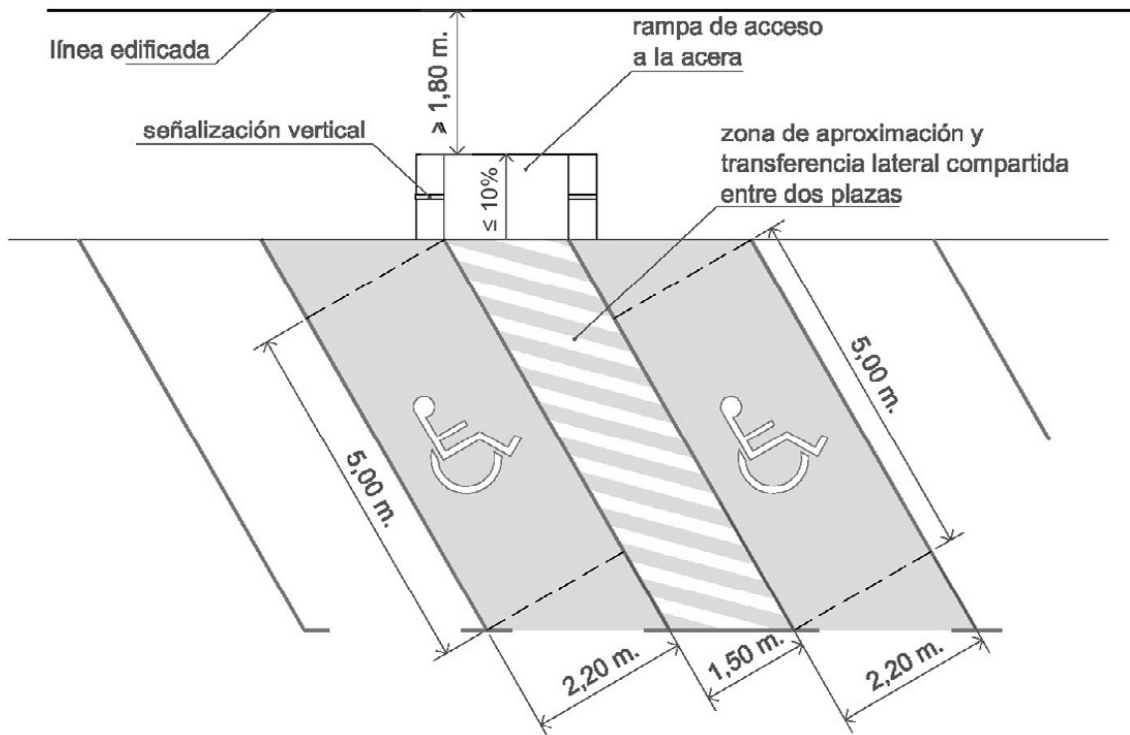 línea edificada
≥ 1,80 m.
rampa de acceso
a la acera
señalización vertical
≤ 10%
zona de aproximación y
transferencia lateral compartida
entre dos plazas
5,00 m.
5,00 m.
2,20 m.
1,50 m.
2,20 m.